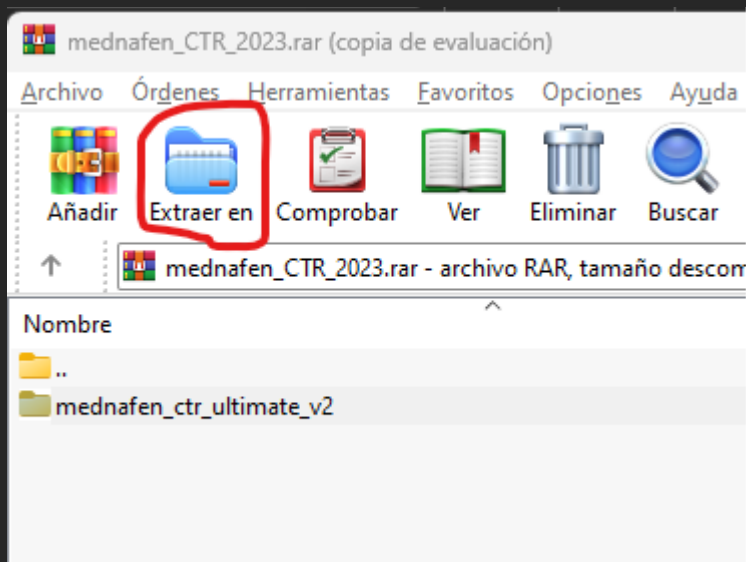 mednafen_CTR_2023.rar (copia de evaluación)
Archivo Órdenes Herramientas Favoritos Opciones Ayuda
Añadir Extraer en Comprobar Ver Eliminar Buscar
mednafen_CTR_2023.rar - archivo RAR, tamaño descom
Nombre
..
mednafen_ctr_ultimate_v2